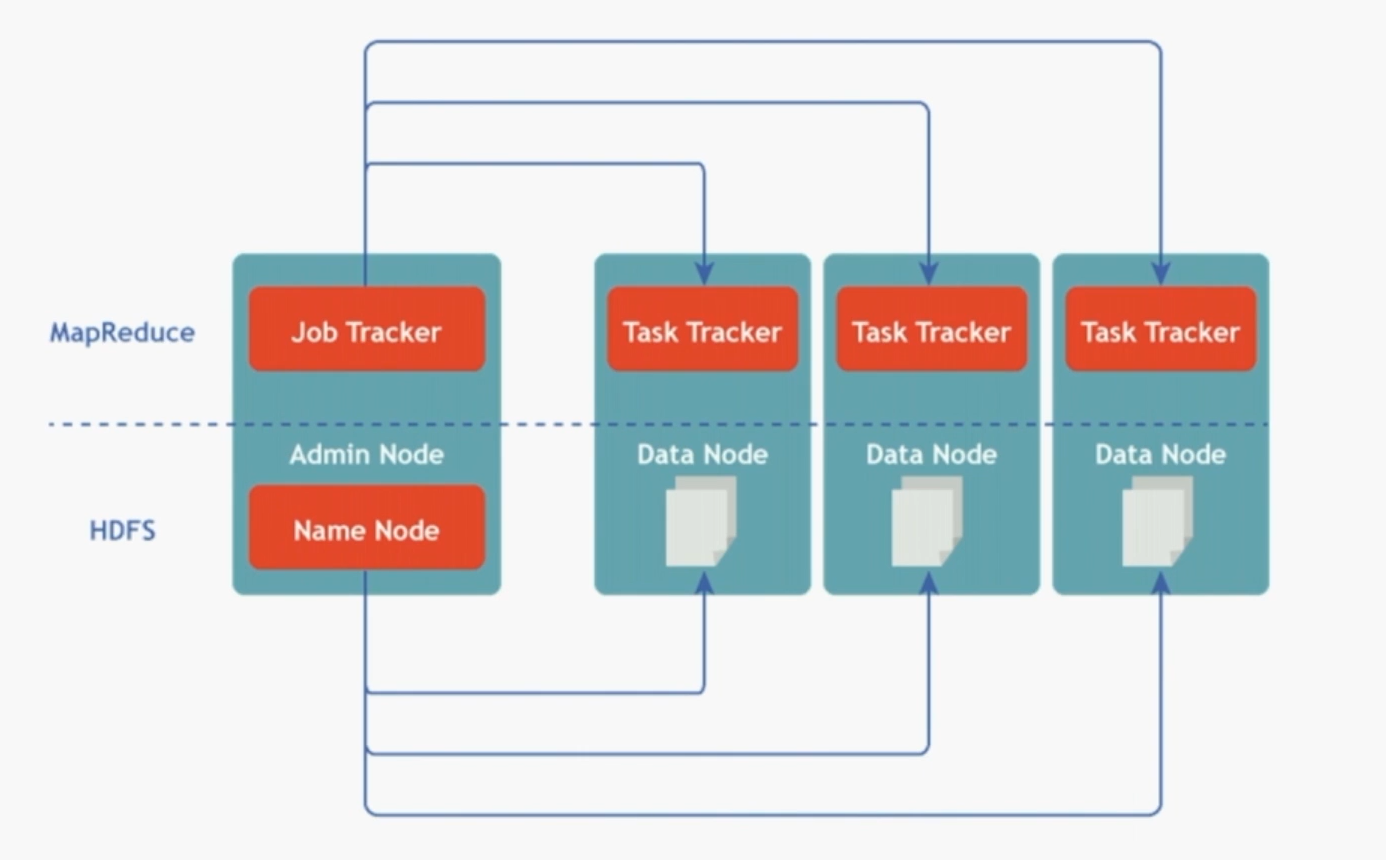 MapReduce
Job Tracker
Task Tracker
Task Tracker
Task Tracker
Admin Node
Data Node
Data Node
Data Node
HDFS
Name Node